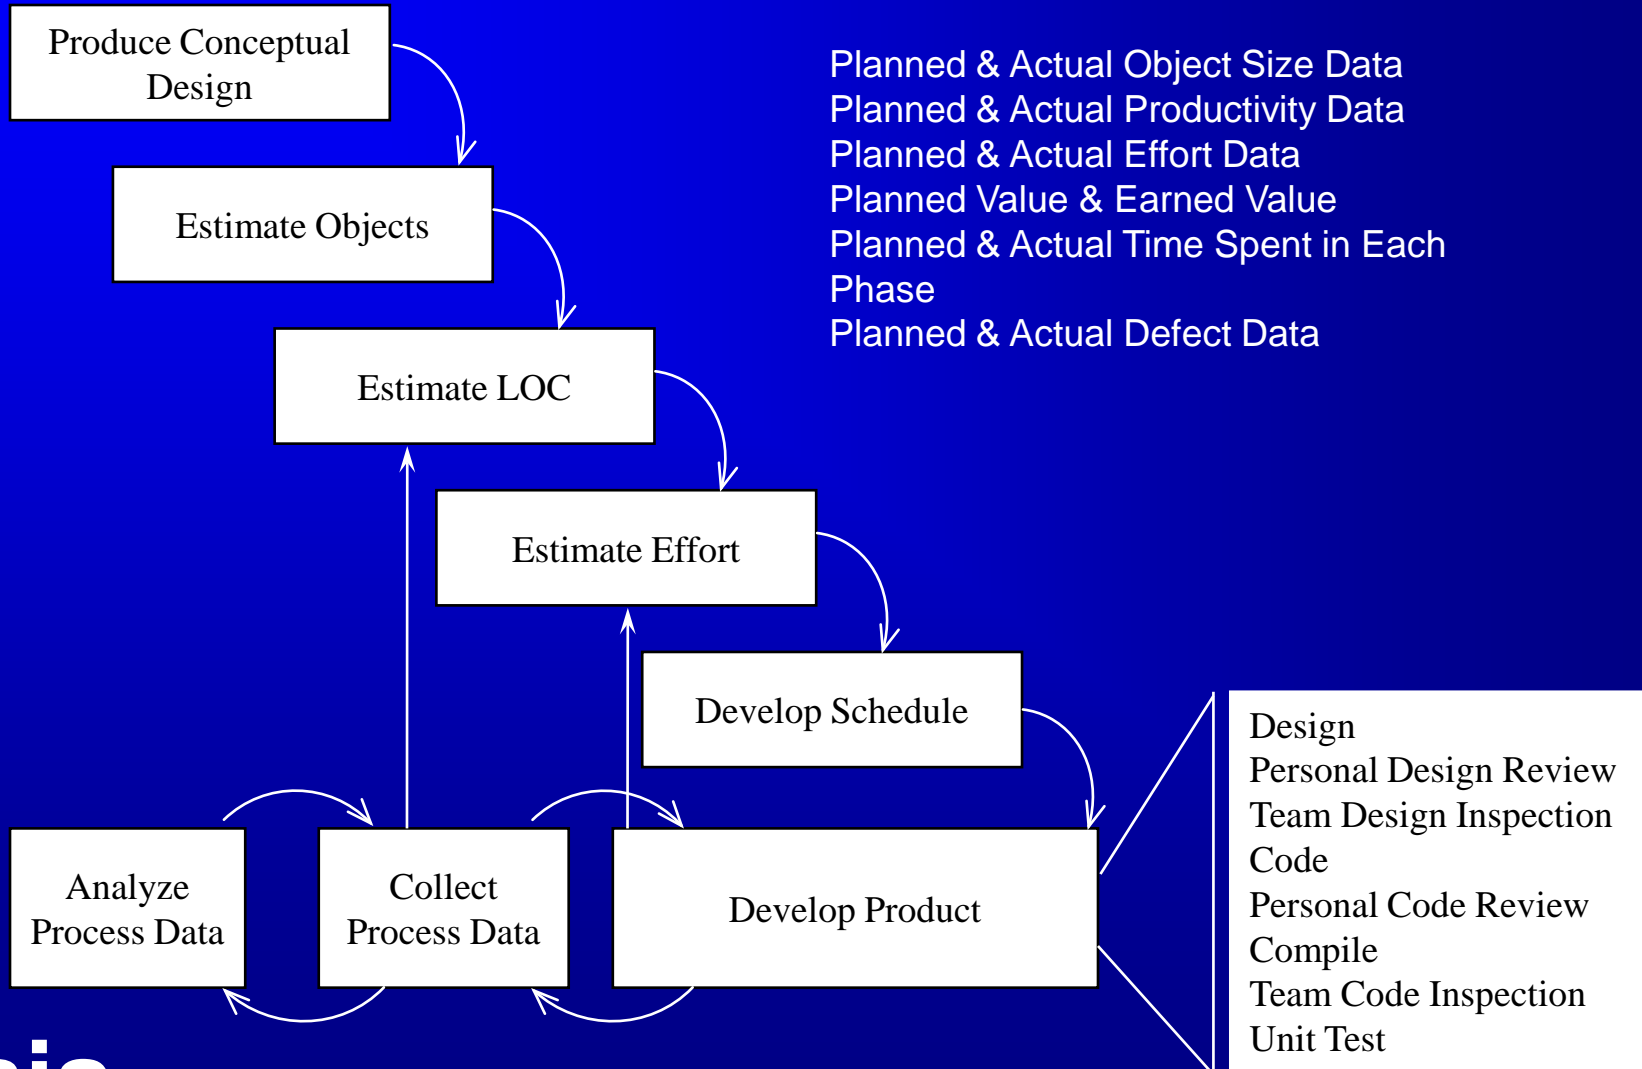 Produce Conceptual
Design
Planned & Actual Object Size Data
Planned & Actual Productivity Data
Planned & Actual Effort Data
Planned Value & Earned Value
Planned & Actual Time Spent in Each
Phase
Planned & Actual Defect Data
Estimate Objects
Estimate LOC
Estimate Effort
Develop Schedule
Analyze
Process Data
Collect
Process Data
Develop Product
Design
Personal Design Review
Team Design Inspection
Code
Personal Code Review
Compile
Team Code Inspection
Unit Test